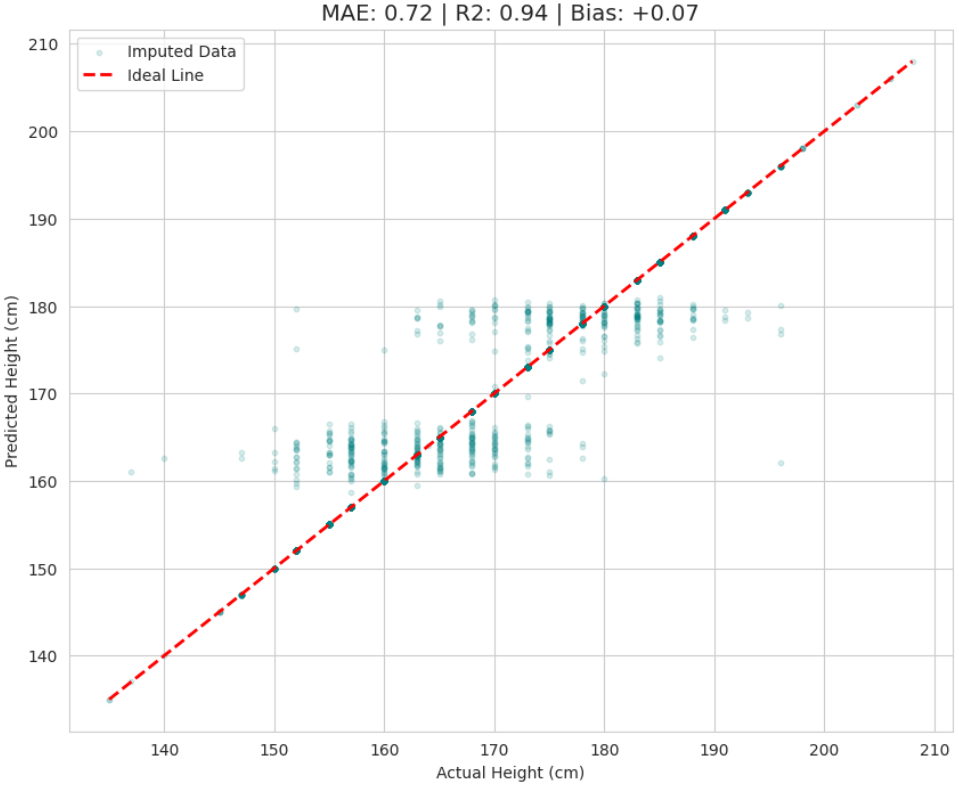 MAE: 0.72 | R2: 0.94 | Bias: +0.07
Imputed Data
Ideal Line
Predicted Height (cm)
210
200
190
180
170
160
150
140
140 150 160 170 180 190 200 210
Actual Height (cm)